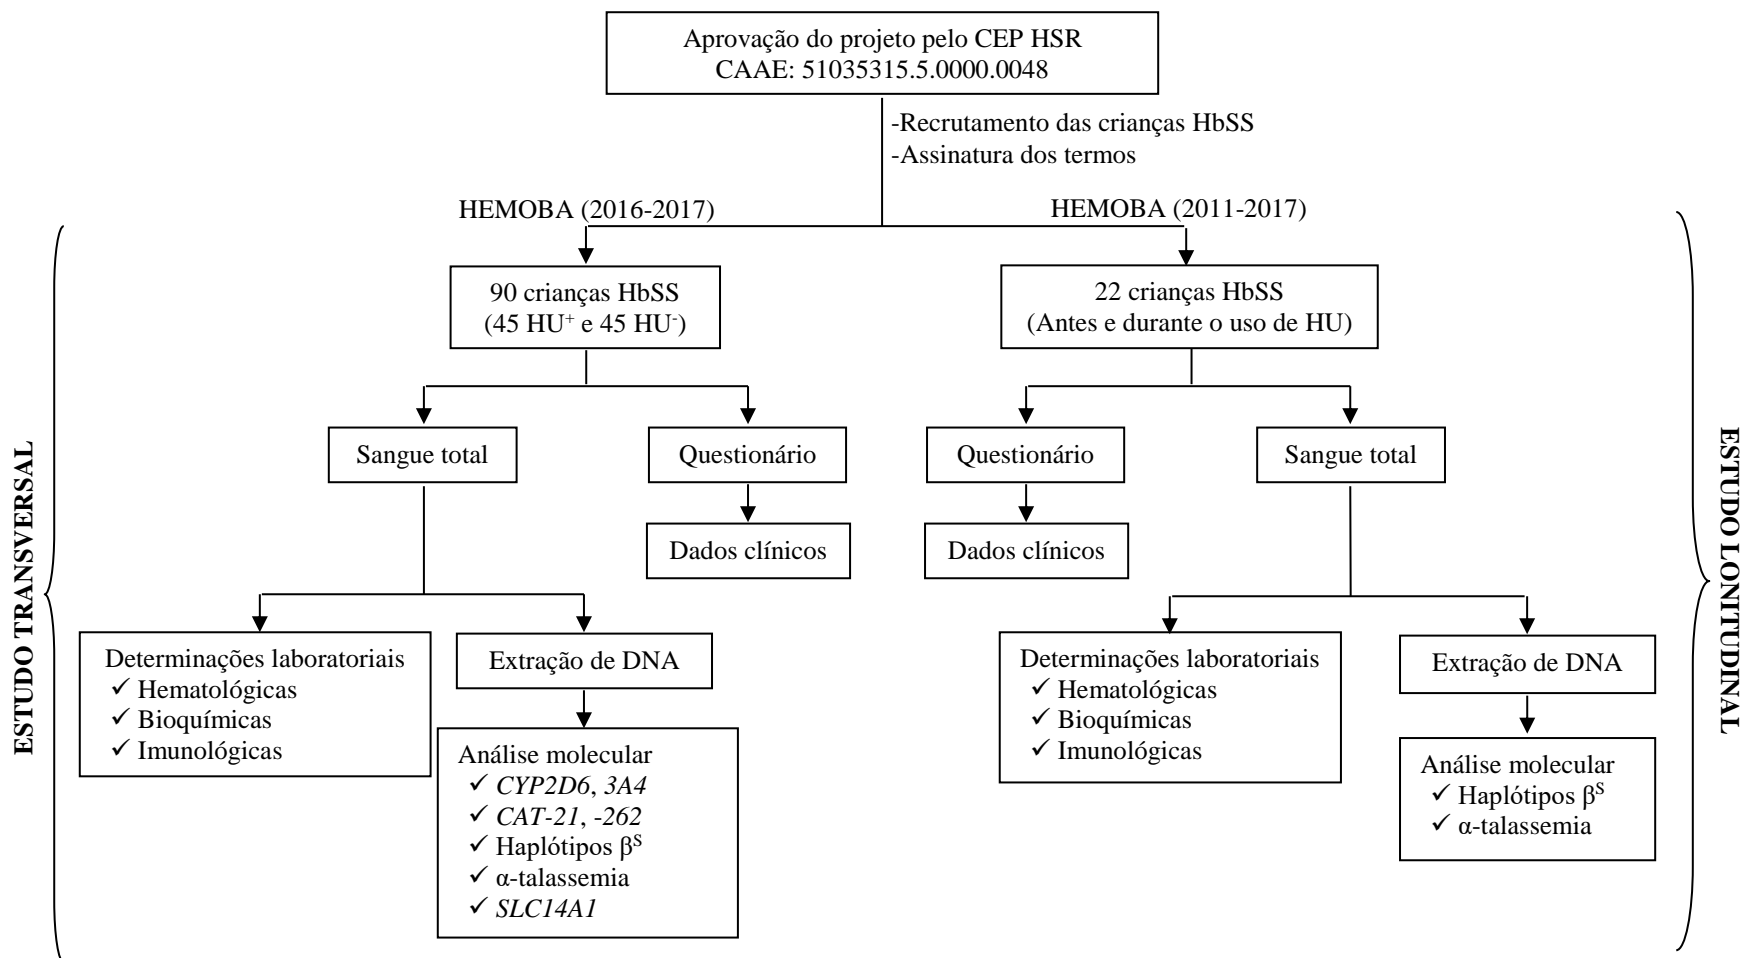 Aprovação do projeto pelo CEP HSR
CAAE: 51035315.5.0000.0048
-Recrutamento das crianças HbSS
-Assinatura dos termos
HEMOBA (2016-2017)
HEMOBA (2011-2017)
ESTUDO TRANSVERSAL
90 crianças HbSS
(45 HU⁺ e 45 HU⁻)
Sangue total
Questionário
Dados clínicos
Determinações laboratoriais
✓ Hematológicas
✓ Bioquímicas
✓ Imunológicas
Extração de DNA
Análise molecular
✓ CYP2D6, 3A4
✓ CAT-21, -262
✓ Haplótipos βˢ
✓ α-talassemia
✓ SLC14A1
22 crianças HbSS
(Antes e durante o uso de HU)
Questionário
Dados clínicos
Sangue total
Determinações laboratoriais
✓ Hematológicas
✓ Bioquímicas
✓ Imunológicas
Extração de DNA
Análise molecular
✓ Haplótipos βˢ
✓ α-talassemia
ESTUDO LONITUDINAL